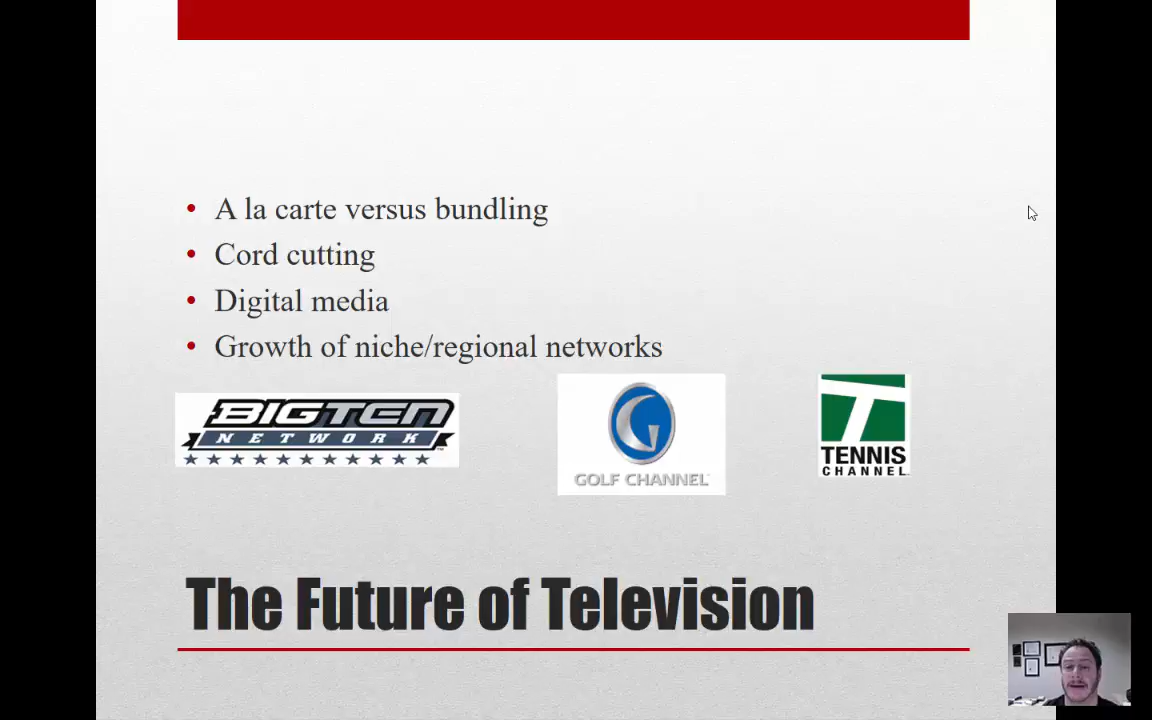 A la carte versus bundling
Cord cutting
Digital media
Growth of niche/regional networks
BIGTEN
NETWORK
GOLF CHANNEL
T
TENNIS
CHANNEL
The Future of Television